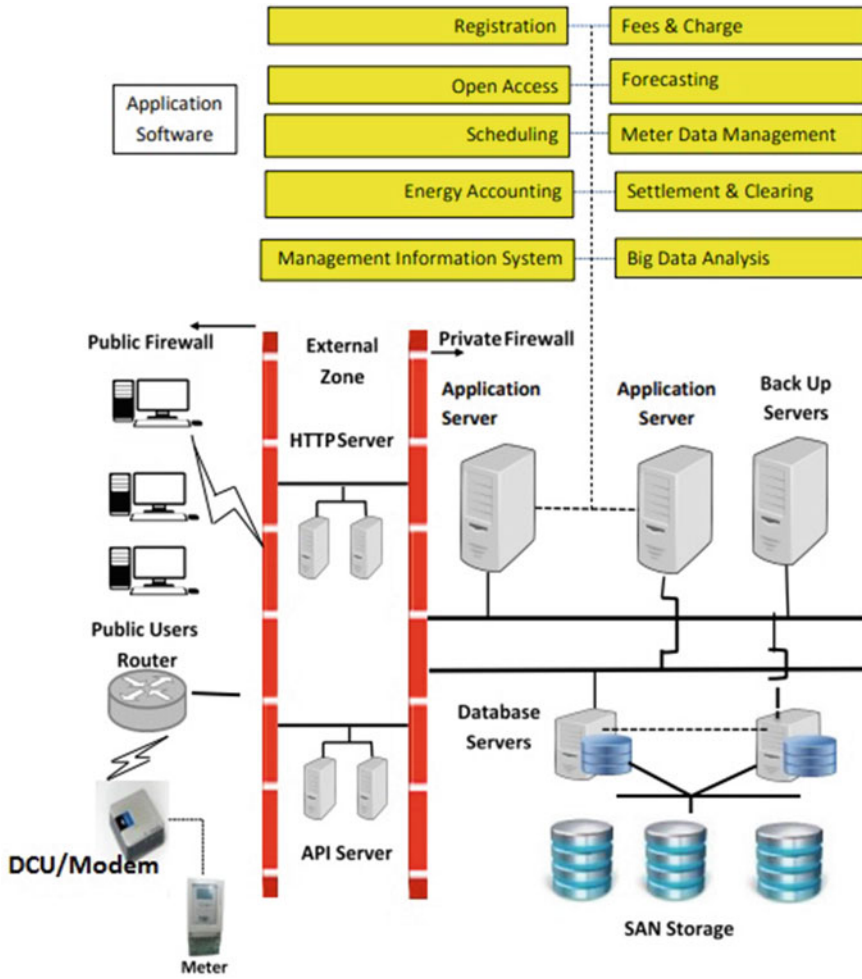 Registration
Fees & Charge
Application
Software
Open Access
Forecasting
Scheduling
Meter Data Management
Energy Accounting
Settlement & Clearing
Management Information System
Big Data Analysis
Public Firewall
External
Zone
Private Firewall
Application
Server
Application
Server
Back Up
Servers
HTTP Server
Public Users
Router
Database
Servers
API Server
DCU/Modem
Meter
SAN Storage